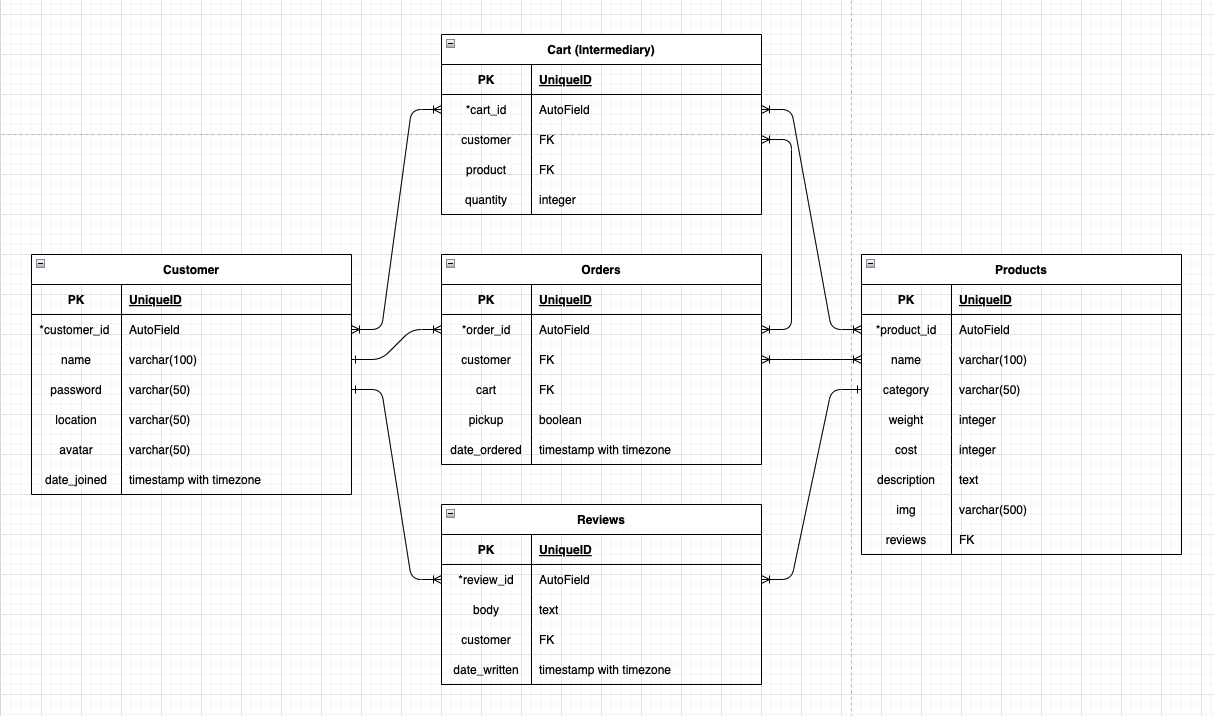 Cart (Intermediary)
PK UniqueID
*cart_id AutoField
customer FK
product FK
quantity integer
Customer
PK UniqueID
*customer_id AutoField
name varchar(100)
password varchar(50)
location varchar(50)
avatar varchar(50)
date_joined timestamp with timezone
Orders
PK UniqueID
*order_id AutoField
customer FK
cart FK
pickup boolean
date_ordered timestamp with timezone
Products
PK UniqueID
*product_id AutoField
name varchar(100)
category varchar(50)
weight integer
cost integer
description text
img varchar(500)
reviews FK
Reviews
PK UniqueID
*review_id AutoField
body text
customer FK
date_written timestamp with timezone